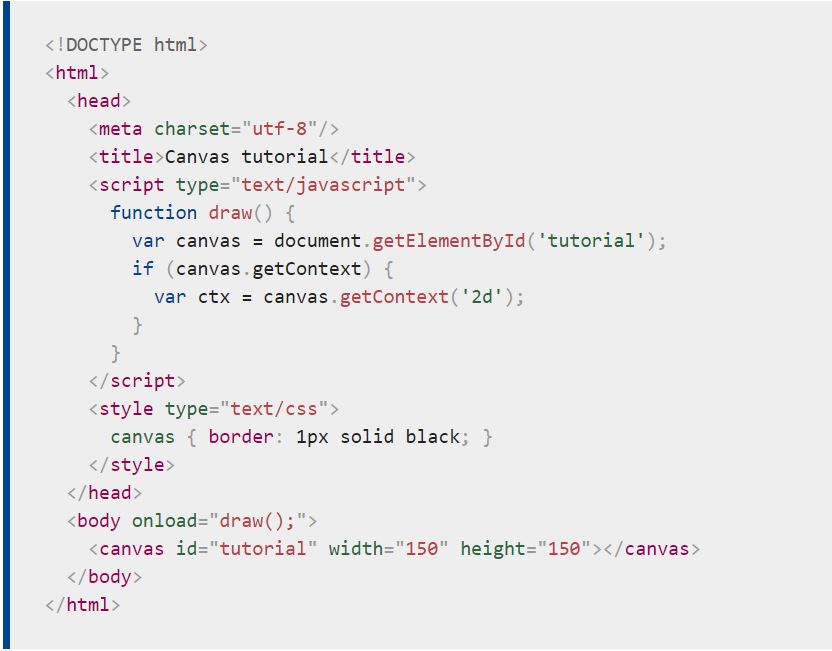 <!DOCTYPE html>
<html>
  <head>
    <meta charset="utf-8"/>
    <title>Canvas tutorial</title>
    <script type="text/javascript">
      function draw() {
        var canvas = document.getElementById('tutorial');
        if (canvas.getContext) {
          var ctx = canvas.getContext('2d');
        }
      }
    </script>
    <style type="text/css">
      canvas { border: 1px solid black; }
    </style>
  </head>
  <body onload="draw();">
    <canvas id="tutorial" width="150" height="150"></canvas>
  </body>
</html>